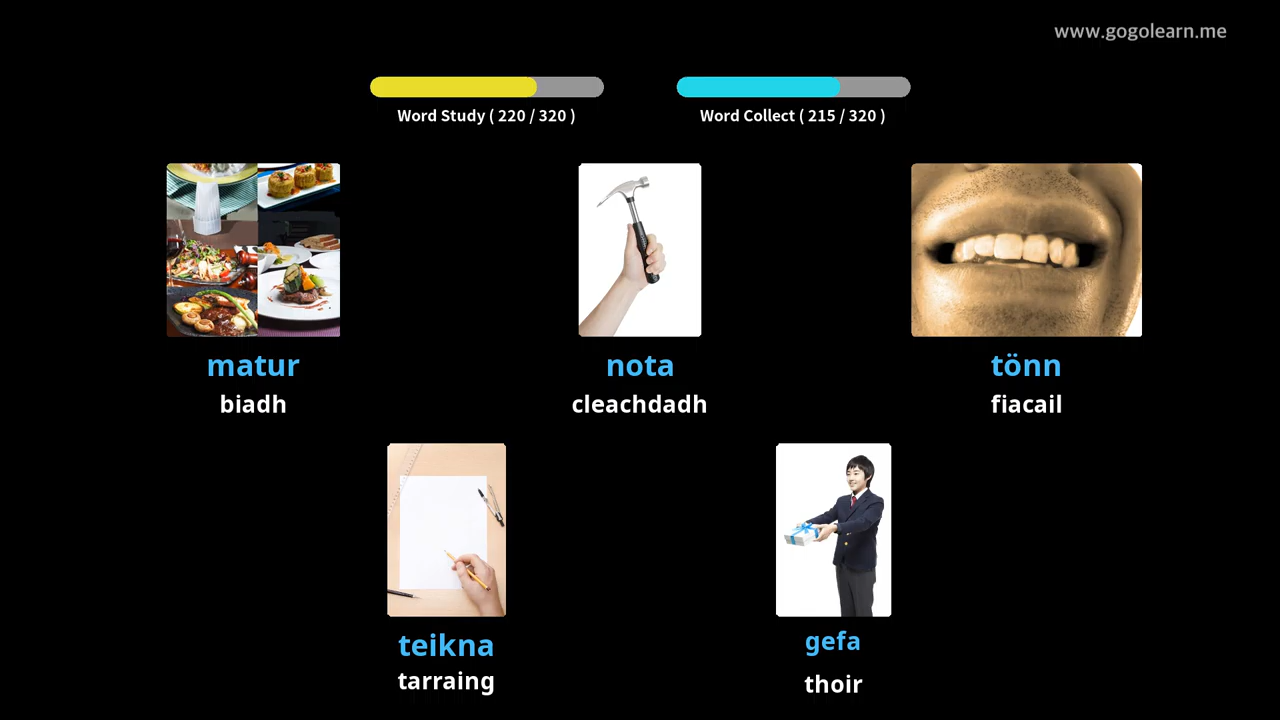 www.gogolearn.me
Word Study ( 220 / 320 )
Word Collect ( 215 / 320 )
matur
biadh
nota
cleachdadh
tönn
fiacail
teikna
tarraing
gefa
thoir